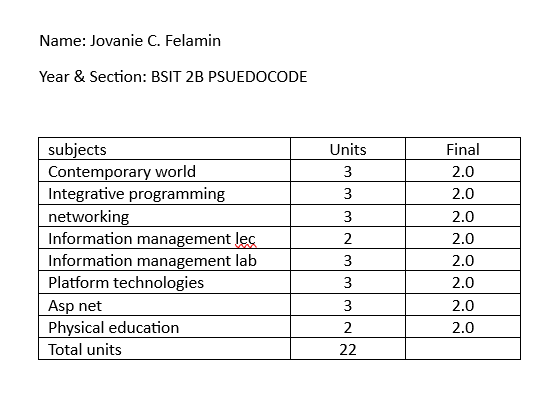 Name: Jovanie C. Felamin
Year & Section: BSIT 2B PSUEDOCODE
subjects Units Final
Contemporary world 3 2.0
Integrative programming 3 2.0
networking 3 2.0
Information management lec 2 2.0
Information management lab 3 2.0
Platform technologies 3 2.0
Asp net 3 2.0
Physical education 2 2.0
Total units 22